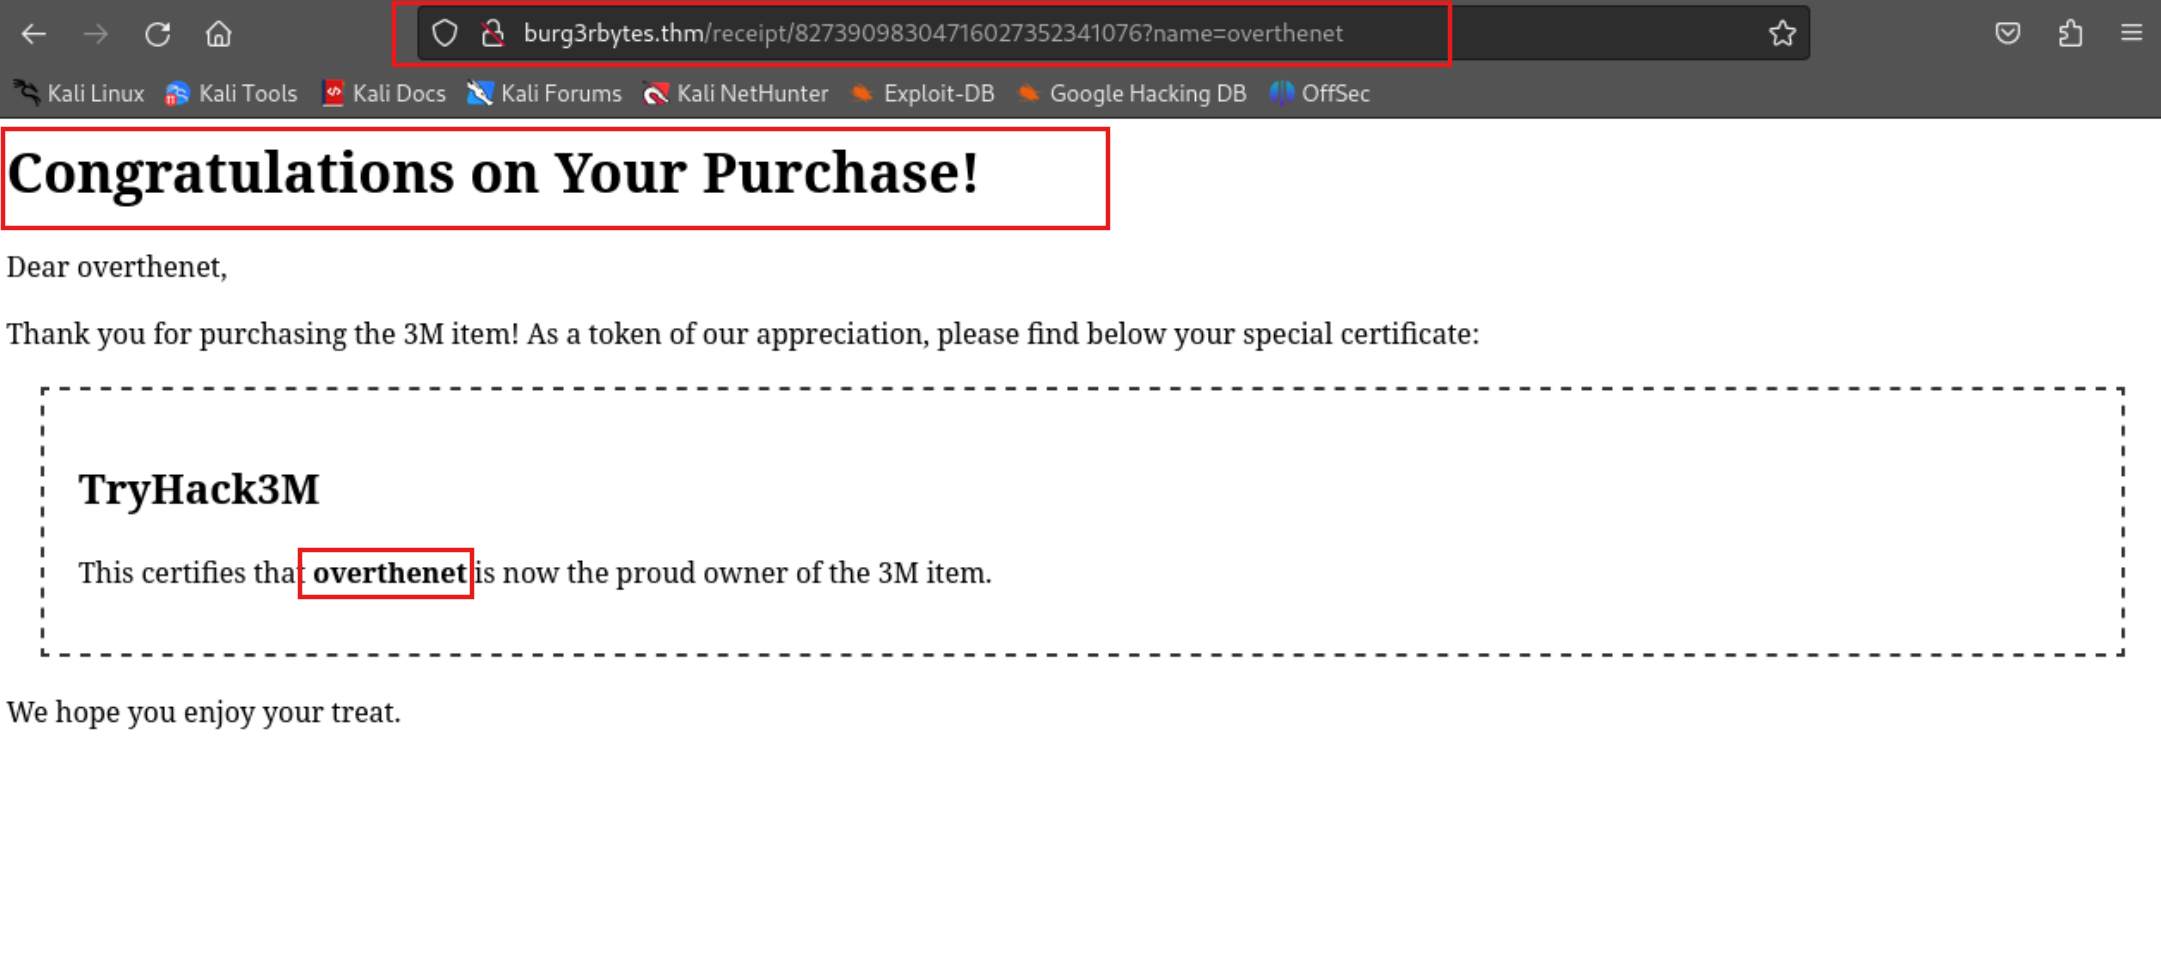 burg3rbytes.thm/receipt/82739098304716027352341076?name=overthenet
Kali Linux Kali Tools Kali Docs Kali Forums Kali NetHunter Exploit-DB Google Hacking DB OffSec
Congratulations on Your Purchase!
Dear overthenet,
Thank you for purchasing the 3M item! As a token of our appreciation, please find below your special certificate:
TryHack3M
This certifies that overthenet is now the proud owner of the 3M item.
We hope you enjoy your treat.